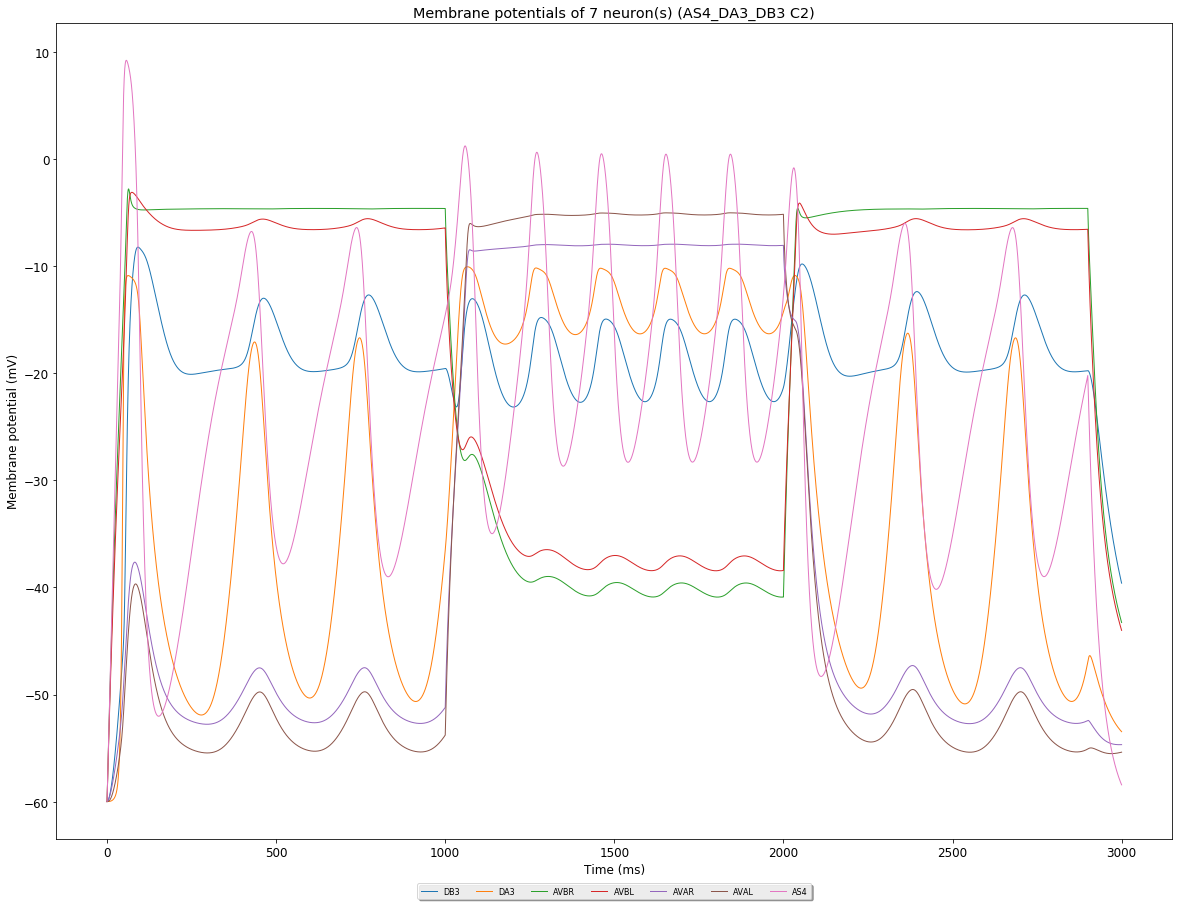 Membrane potentials of 7 neuron(s) (AS4_DA3_DB3 C2)
10
0
−10
−20
−30
−40
−50
−60
Membrane potential (mV)
0 500 1000 1500 2000 2500 3000
Time (ms)
DB3 DA3 AVBR AVBL AVAR AVAL AS4